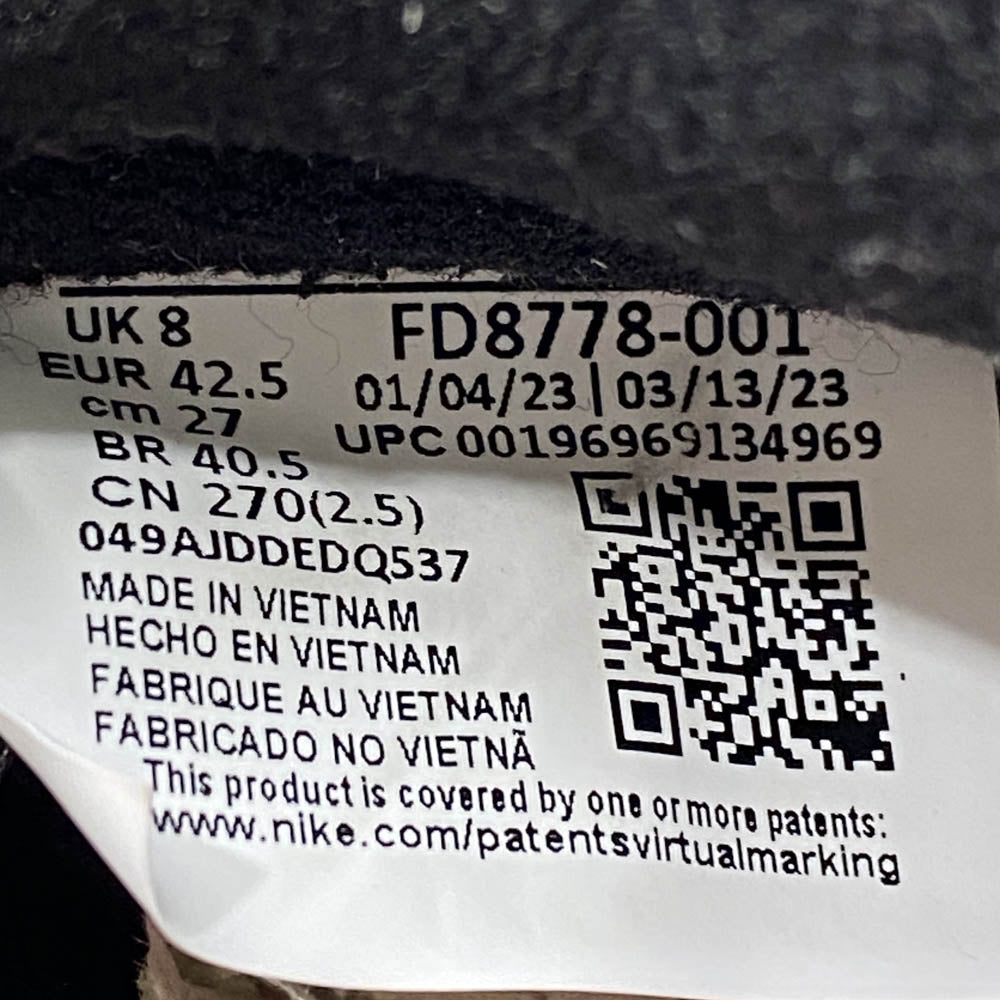 UK 8
EUR 42.5
cm 27
BR 40.5
CN 270(2.5)
FD8778-001
01/04/23 | 03/13/23
UPC 00196969134969
049AJDDEDQ537
MADE IN VIETNAM
HECHO EN VIETNAM
FABRIQUE AU VIETNAM
FABRICADO NO VIETNÃ
This product is covered by one or more patents:
www.nike.com/patentsvirtualmarking